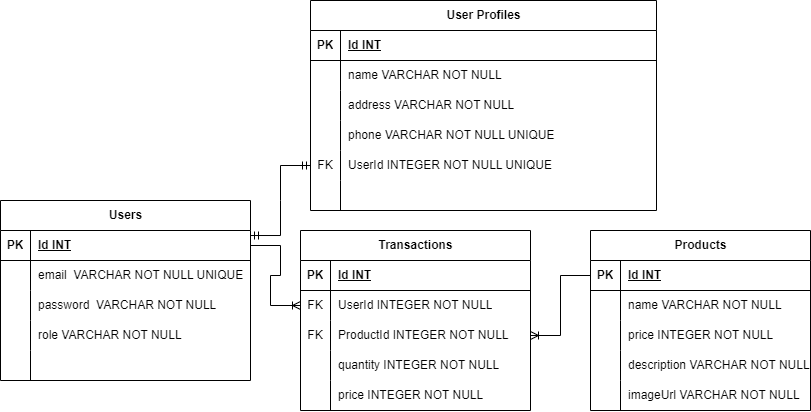 User Profiles
PK Id INT
name VARCHAR NOT NULL
address VARCHAR NOT NULL
phone VARCHAR NOT NULL UNIQUE
FK UserId INTEGER NOT NULL UNIQUE
Users
PK Id INT
email VARCHAR NOT NULL UNIQUE
password VARCHAR NOT NULL
role VARCHAR NOT NULL
Transactions
PK Id INT
FK UserId INTEGER NOT NULL
FK ProductId INTEGER NOT NULL
quantity INTEGER NOT NULL
price INTEGER NOT NULL
Products
PK Id INT
name VARCHAR NOT NULL
price INTEGER NOT NULL
description VARCHAR NOT NULL
imageUrl VARCHAR NOT NULL